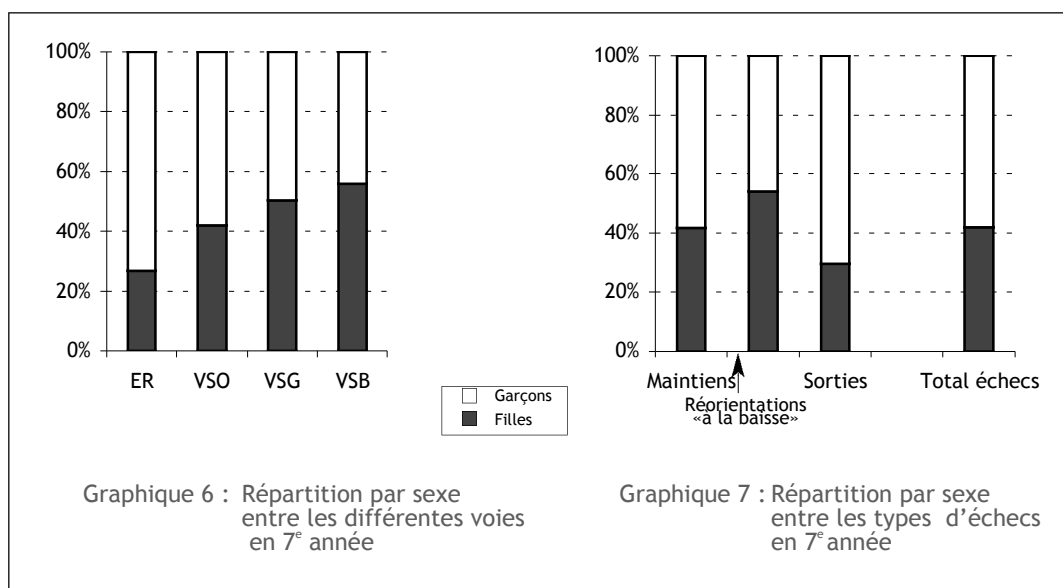 100%
80%
60%
40%
20%
0%
ER VSO VSG VSB
100%
80%
60%
40%
20%
0%
Maintiens Sorties Total échecs
Réorientations
«à la baisse»
Garçons
Filles
Graphique 6 : Répartition par sexe
entre les différentes voies
en 7e année
Graphique 7 : Répartition par sexe
entre les types d’échecs
en 7e année